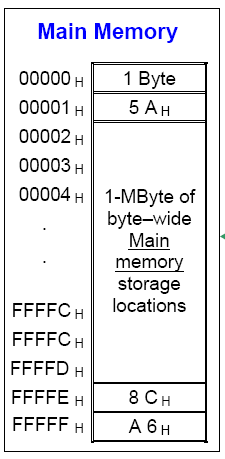 Main Memory
00000 H 1 Byte
00001 H 5 A H
00002 H
00003 H
00004 H 1-MByte of
. byte–wide
Main
. memory
storage
FFFFC H locations
FFFFC H
FFFFD H
FFFFE H 8 C H
FFFFF H A 6 H